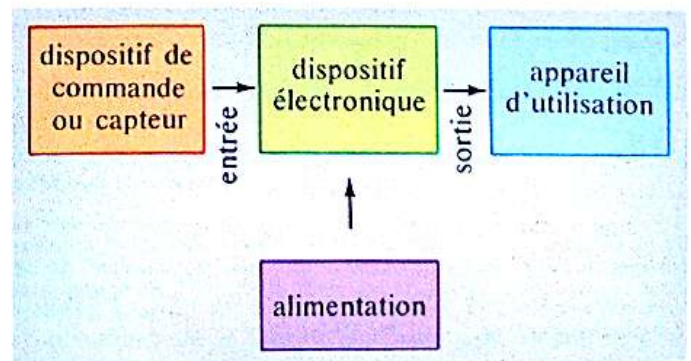 dispositif de
commande
ou capteur
entrée
dispositif
électronique
sortie
appareil
d'utilisation
alimentation